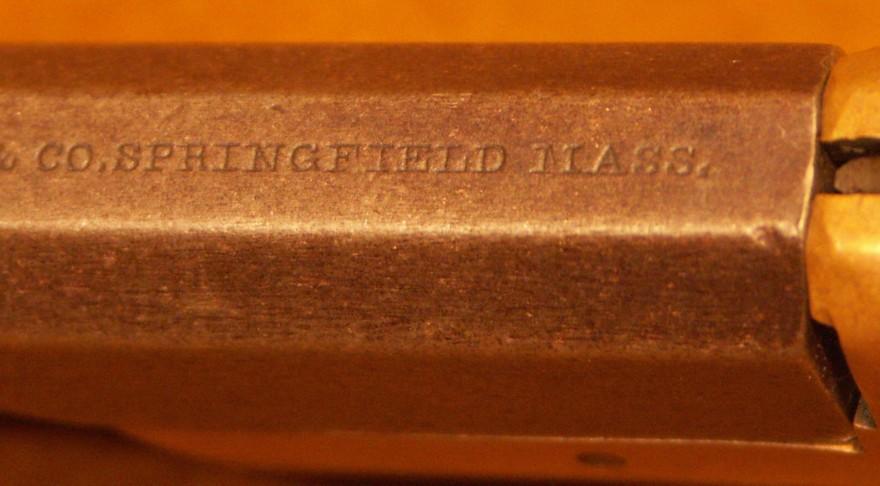 & CO. SPRINGFIELD MASS.